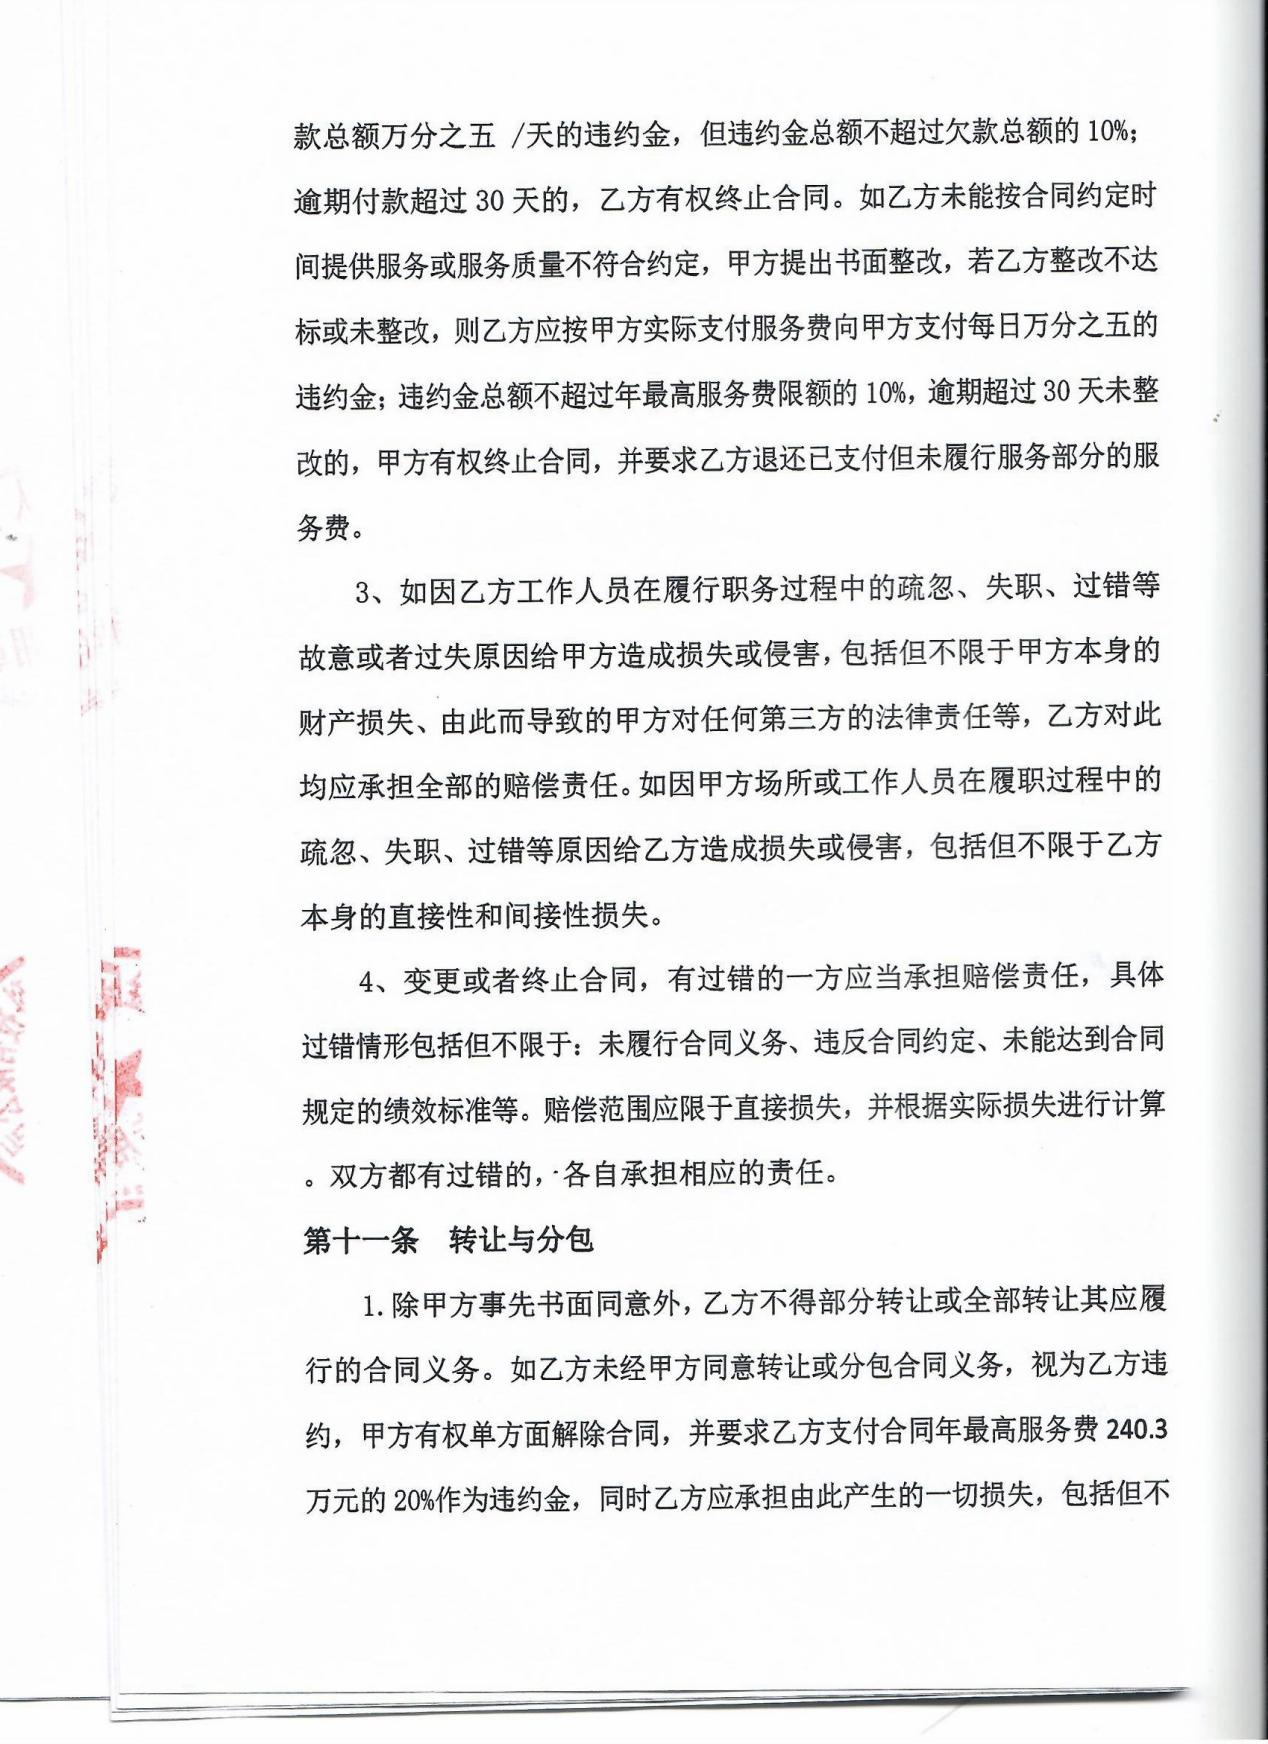 款总额万分之五 /天的违约金，但违约金总额不超过欠款总额的 10%；
逾期付款超过 30 天的，乙方有权终止合同。如乙方未能按合同约定时
间提供服务或服务质量不符合约定，甲方提出书面整改，若乙方整改不达
标或未整改，则乙方应按甲方实际支付服务费向甲方支付每日万分之五的
违约金；违约金总额不超过年最高服务费限额的 10%，逾期超过 30 天未整
改的，甲方有权终止合同，并要求乙方退还已支付但未履行服务部分的服
务费。
3、如因乙方工作人员在履行职务过程中的疏忽、失职、过错等
故意或者过失原因给甲方造成损失或侵害，包括但不限于甲方本身的
财产损失、由此而导致的甲方对任何第三方的法律责任等，乙方对此
均应承担全部的赔偿责任。如因甲方场所或工作人员在履职过程中的
疏忽、失职、过错等原因给乙方造成损失或侵害，包括但不限于乙方
本身的直接性和间接性损失。
4、变更或者终止合同，有过错的一方应当承担赔偿责任，具体
过错情形包括但不限于：未履行合同义务、违反合同约定、未能达到合同
规定的绩效标准等。赔偿范围应限于直接损失，并根据实际损失进行计算
。双方都有过错的，各自承担相应的责任。
第十一条 转让与分包
1.除甲方事先书面同意外，乙方不得部分转让或全部转让其应履
行的合同义务。如乙方未经甲方同意转让或分包合同义务，视为乙方违
约，甲方有权单方面解除合同，并要求乙方支付合同年最高服务费 240.3
万元的 20%作为违约金，同时乙方应承担由此产生的一切损失，包括但不